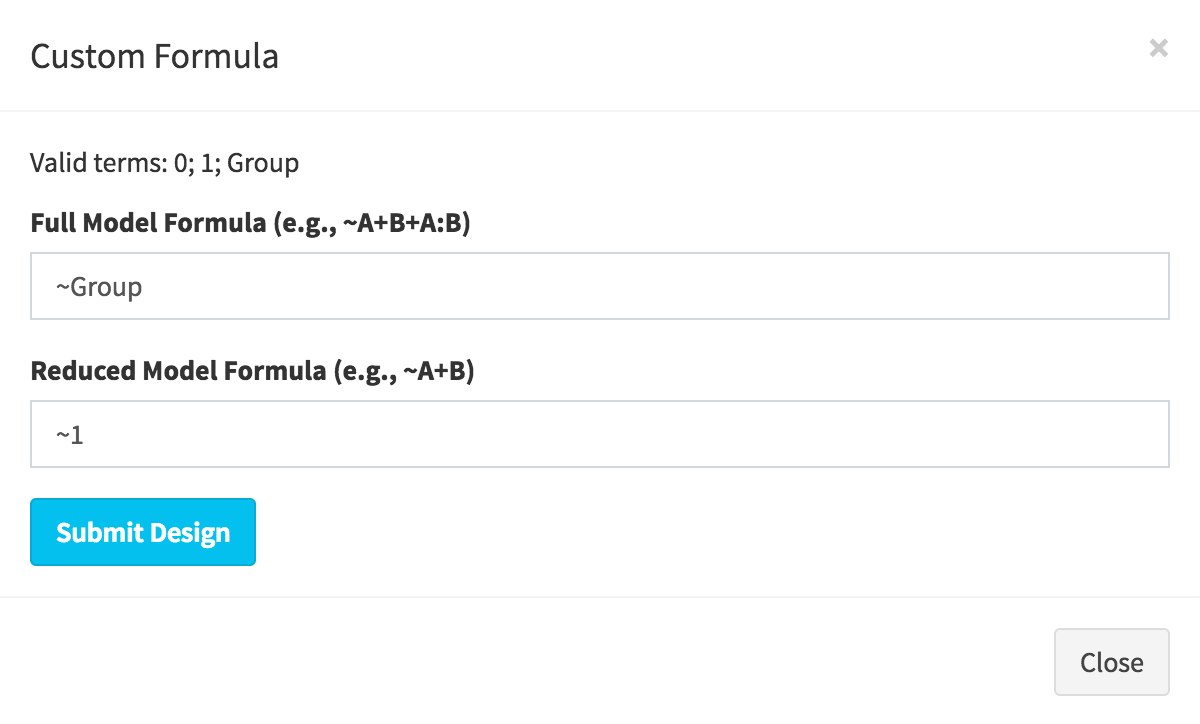 Custom Formula
×
Valid terms: 0; 1; Group
Full Model Formula (e.g., ~A+B+A:B)
~Group
Reduced Model Formula (e.g., ~A+B)
~1
Submit Design
Close